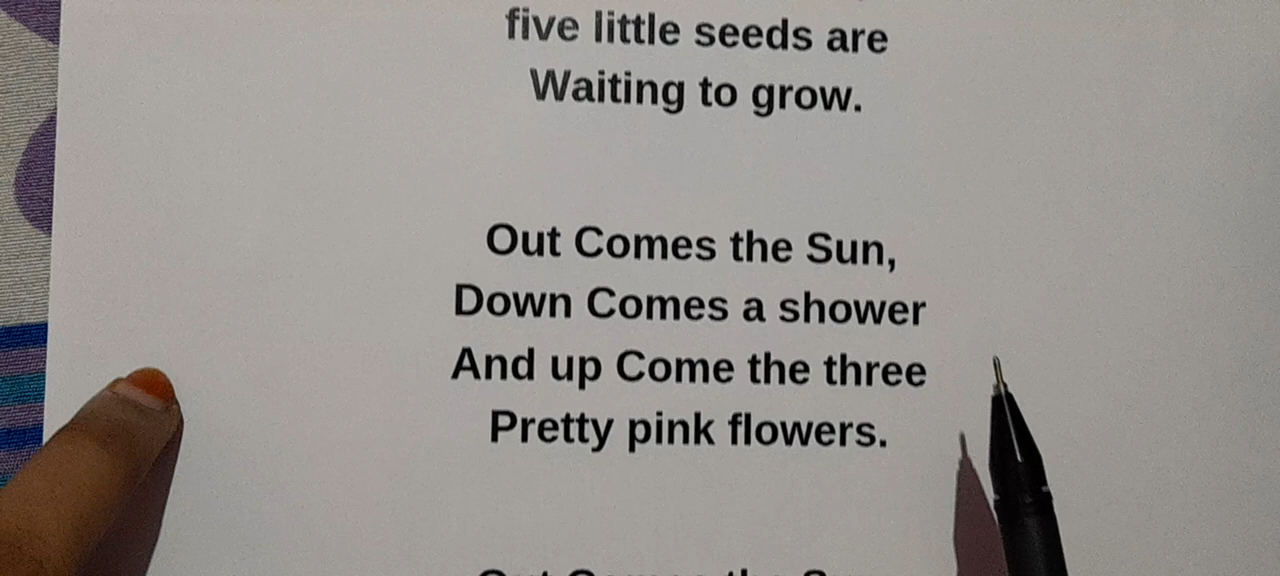 five little seeds are
Waiting to grow.
Out Comes the Sun,
Down Comes a shower
And up Come the three
Pretty pink flowers.